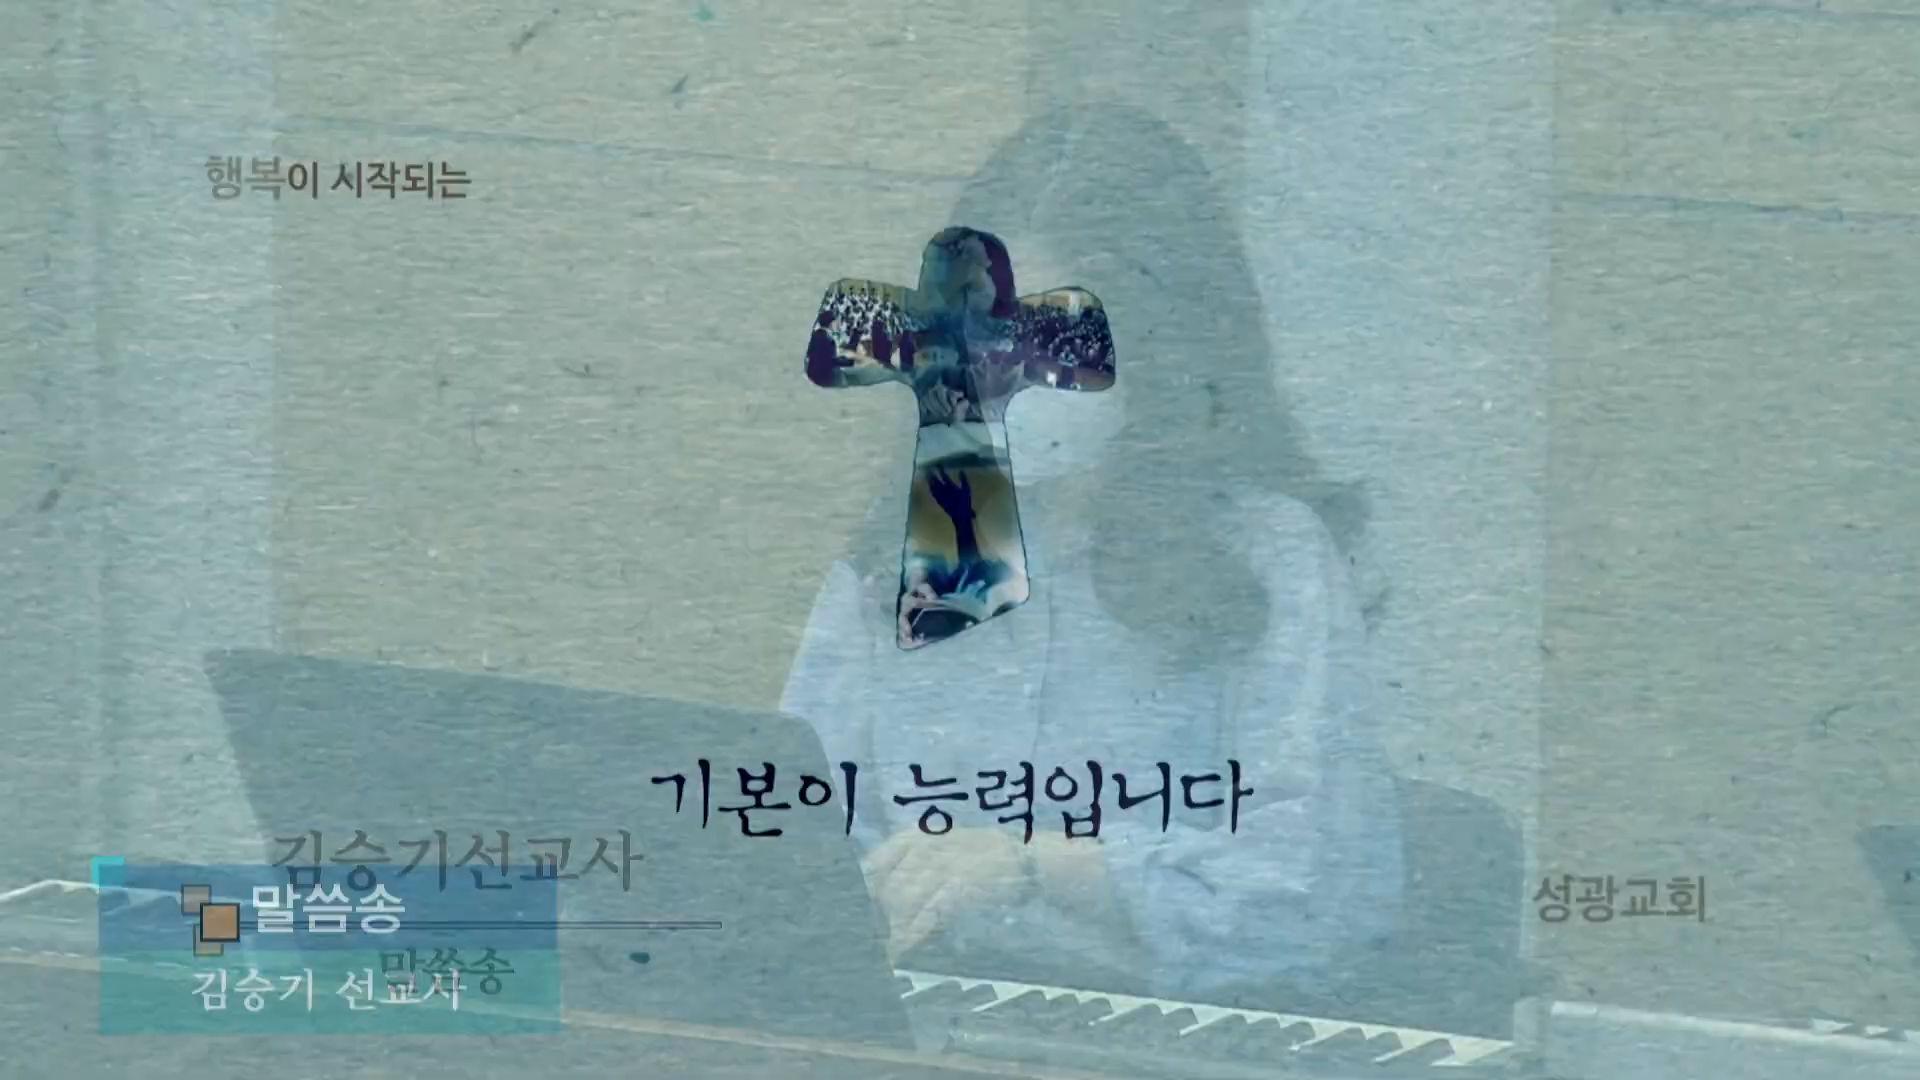 행복이 시작되는
기본이 능력입니다
김승기선교사
말씀송
말씀송
김승기 선교사
성광교회